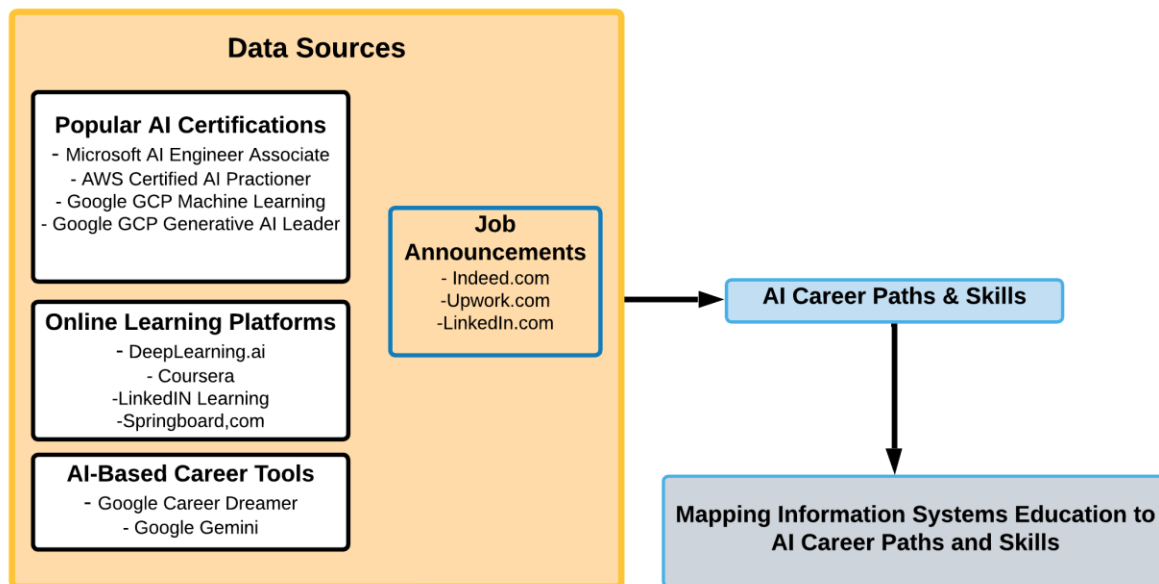 Data Sources
Popular AI Certifications
- Microsoft AI Engineer Associate
- AWS Certified AI Practioner
- Google GCP Machine Learning
- Google GCP Generative AI Leader
Online Learning Platforms
- DeepLearning.ai
- Coursera
-LinkedIN Learning
-Springboard,com
AI-Based Career Tools
- Google Career Dreamer
- Google Gemini
Job
Announcements
- Indeed.com
-Upwork.com
-LinkedIn.com
AI Career Paths & Skills
Mapping Information Systems Education to
AI Career Paths and Skills